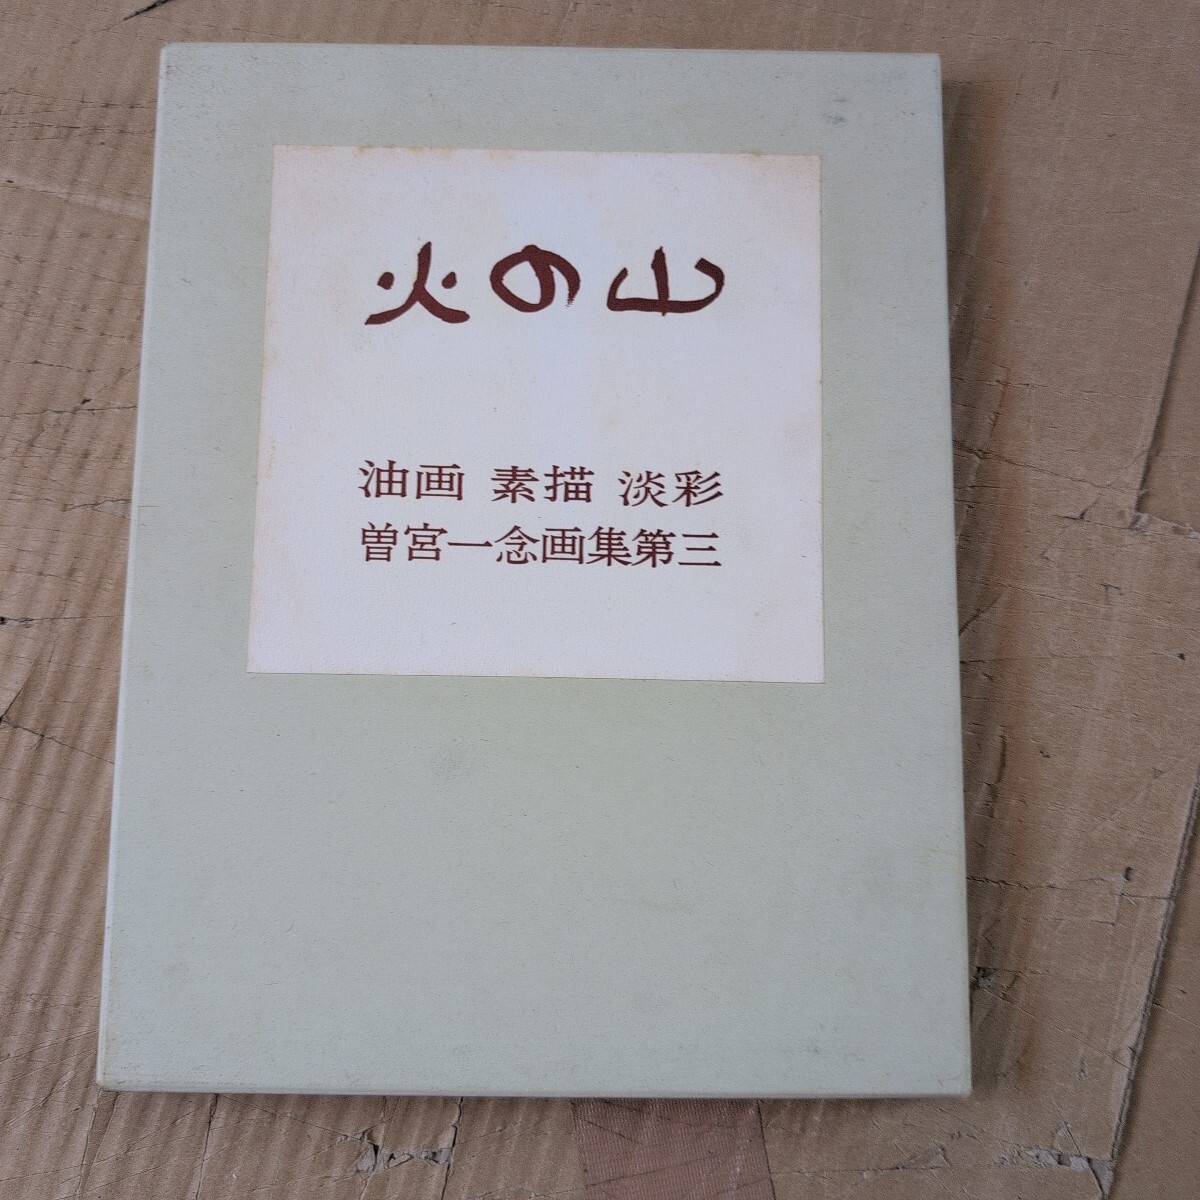 火の山
油画 素描 淡彩
曽宮一念画集第三